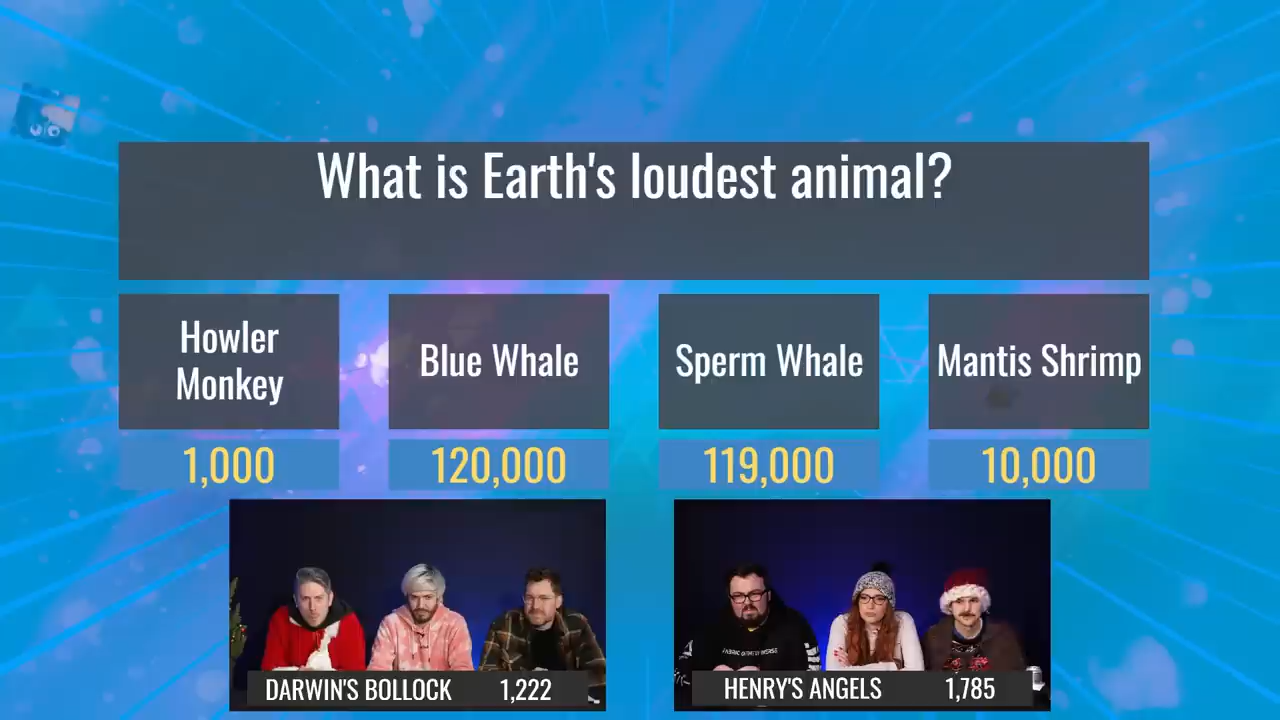 What is Earth's loudest animal?
Howler
Monkey
Blue Whale
Sperm Whale
Mantis Shrimp
1,000
120,000
119,000
10,000
DARWIN'S BOLLOCK 1,222
HENRY'S ANGELS 1,785